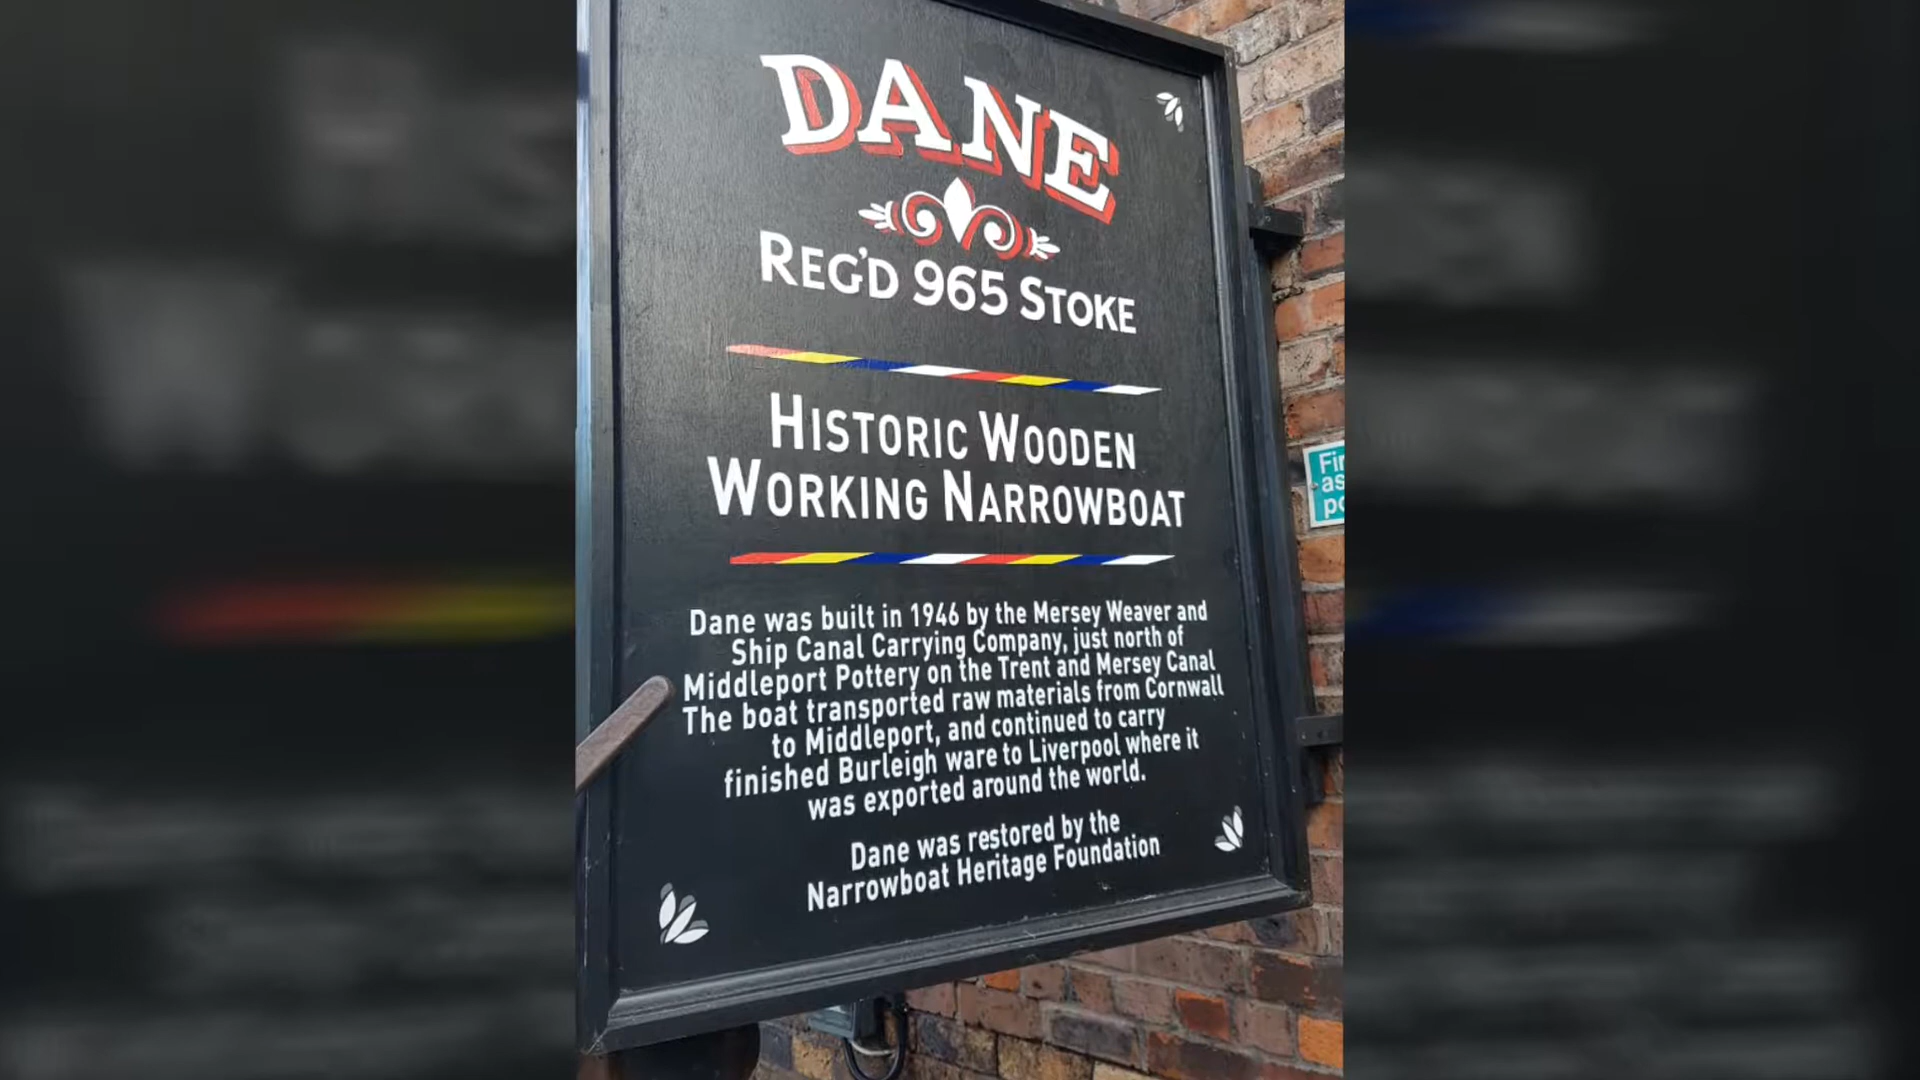 DANE
REG'D 965 STOKE
HISTORIC WOODEN
WORKING NARROWBOAT
Dane was built in 1946 by the Mersey Weaver and
Ship Canal Carrying Company, just north of
Middleport Pottery on the Trent and Mersey Canal
The boat transported raw materials from Cornwall
to Middleport, and continued to carry
finished Burleigh ware to Liverpool where it
was exported around the world.
Dane was restored by the
Narrowboat Heritage Foundation